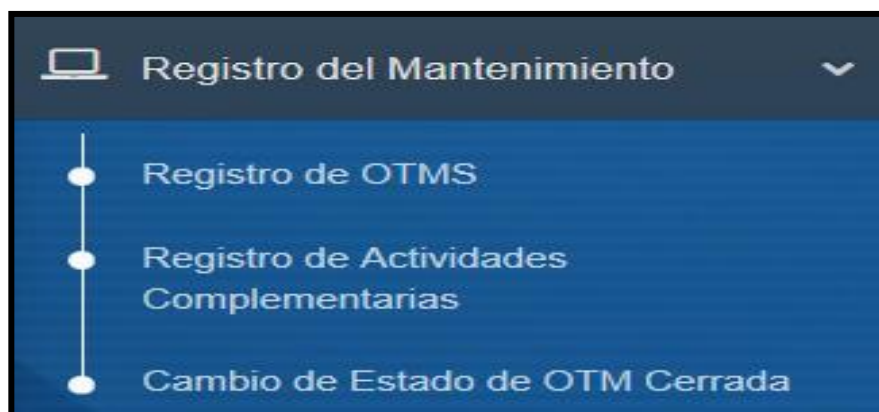 Registro del Mantenimiento
Registro de OTMS
Registro de Actividades
Complementarias
Cambio de Estado de OTM Cerrada